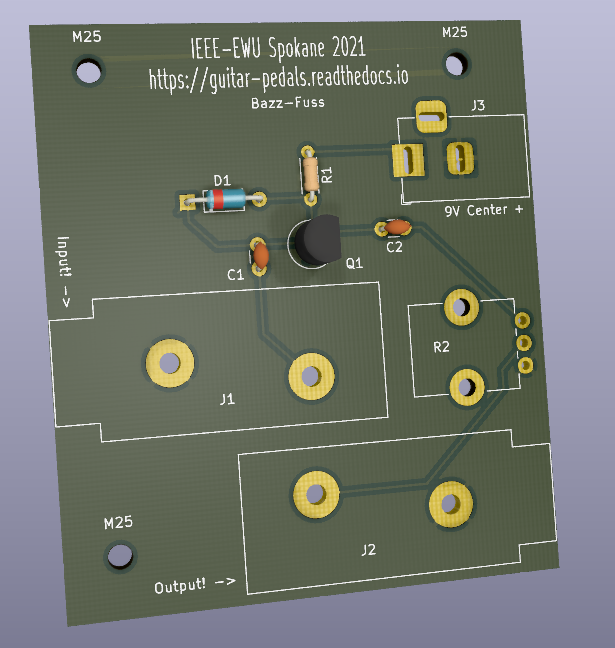 M25
M25
IEEE-EWU Spokane 2021
https://guitar-pedals.readthedocs.io
Bazz-Fuss
J3
D1
R1
9V Center +
C2
Q1
C1
Input! ->
R2
J1
J2
M25
Output! ->